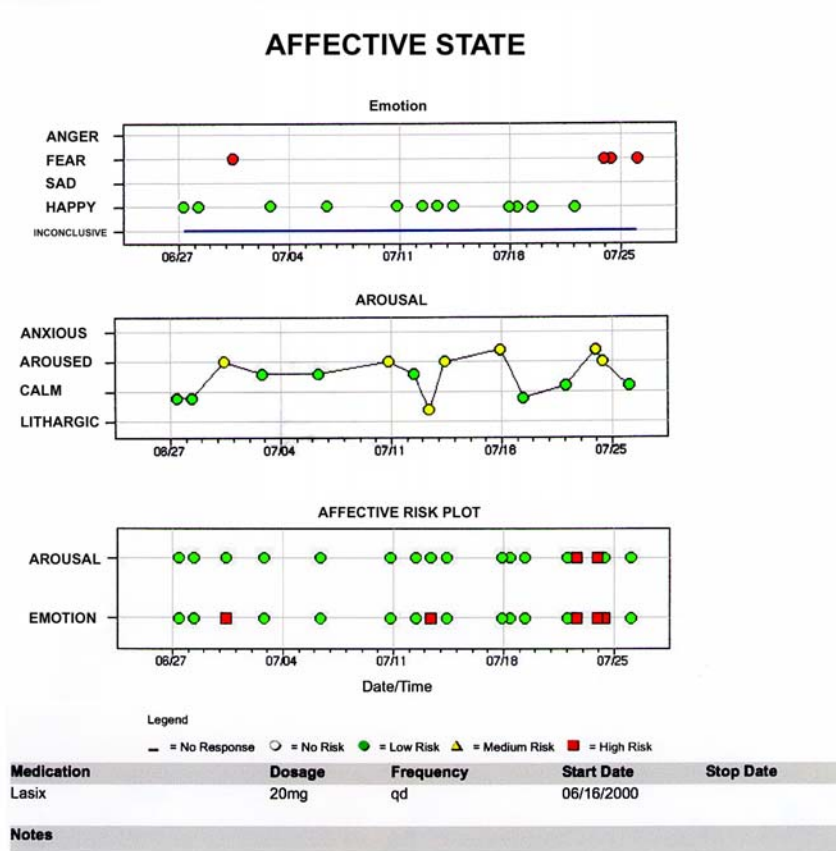 AFFECTIVE STATE
Emotion
ANGER
FEAR
SAD
HAPPY
INCONCLUSIVE
06/27 07/04 07/11 07/18 07/25
AROUSAL
ANXIOUS
AROUSED
CALM
LITHARGIC
06/27 07/04 07/11 07/18 07/25
AFFECTIVE RISK PLOT
AROUSAL
EMOTION
06/27 07/04 07/11 07/18 07/25
Date/Time
Legend
= No Response = No Risk = Low Risk = Medium Risk = High Risk
Medication Dosage Frequency Start Date Stop Date
Lasix 20mg qd 06/16/2000
Notes